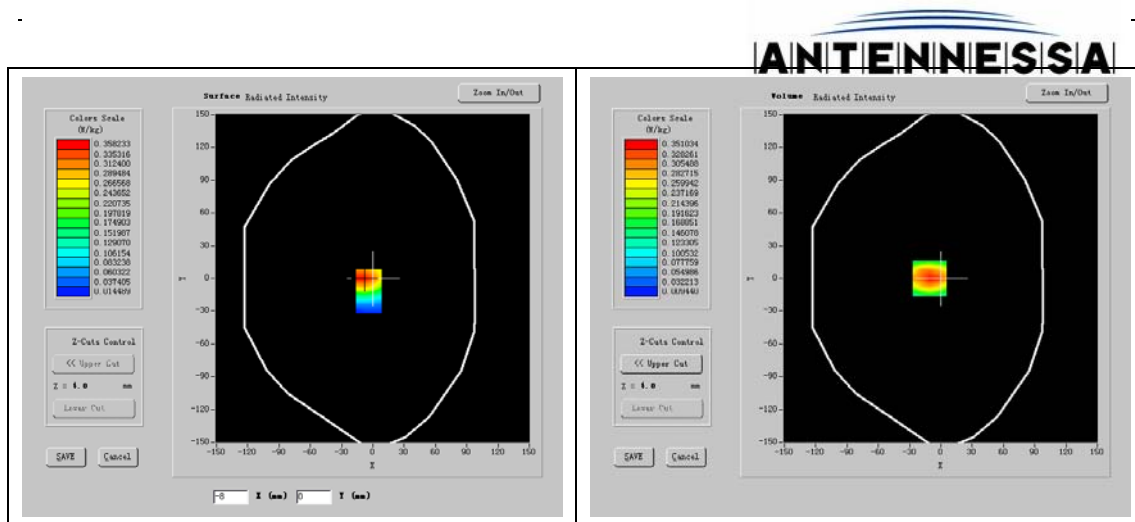 ANTENNESSA
Surface Radiated Intensity
Zoom In/Out
Colors Scale
(W/kg)
0.358233
0.335316
0.312400
0.289484
0.266568
0.243652
0.220735
0.197819
0.174903
0.151987
0.129070
0.106154
0.083238
0.060322
0.037405
0.014489
150
120
90
60
30
0
-30
-60
-90
-120
-150
Y
-150 -120 -90 -60 -30 0 30 60 90 120 150
X
Z-Cuts Control
<< Upper Cut
Z = 4.0 mm
Lower Cut
SAVE Cancel
-8 X (mm) 0 Y (mm)
Volume Radiated Intensity
Zoom In/Out
Colors Scale
(W/kg)
0.351034
0.328261
0.305488
0.282715
0.259942
0.237169
0.214396
0.191623
0.168851
0.146078
0.123305
0.100532
0.077759
0.054986
0.032213
0.009440
150
120
90
60
30
0
-30
-60
-90
-120
-150
Y
-150 -120 -90 -60 -30 0 30 60 90 120 150
X
Z-Cuts Control
<< Upper Cut
Z = 4.0 mm
Lower Cut
SAVE Cancel